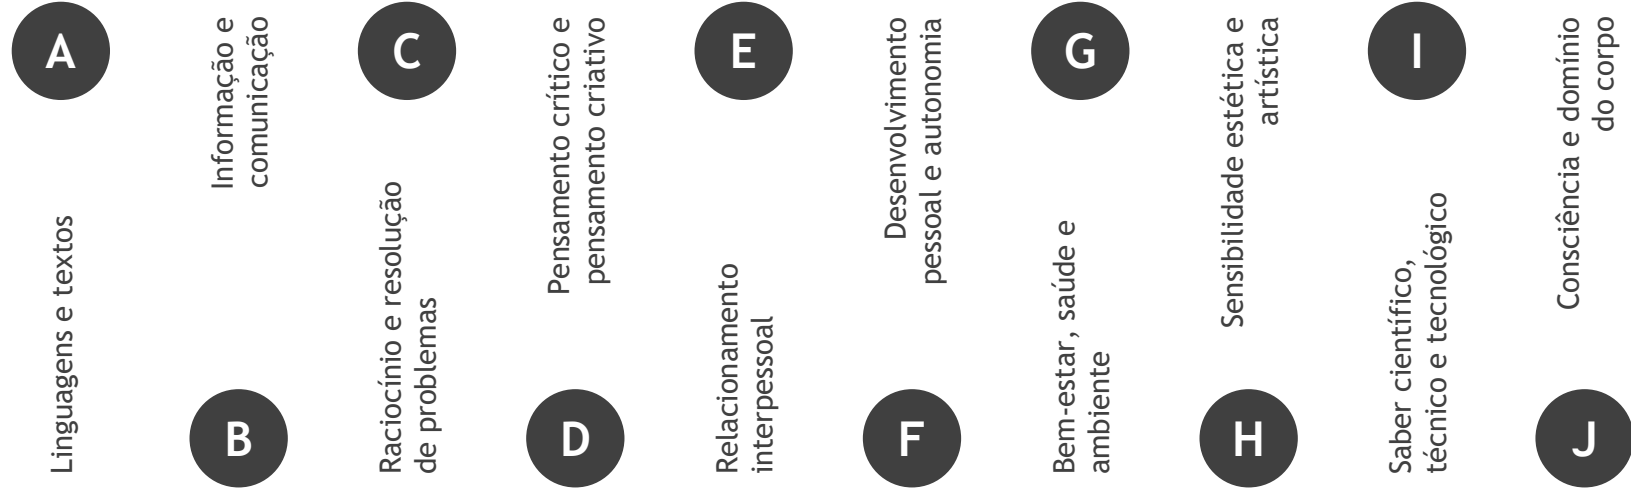 A
Linguagens e textos
Informação e
comunicação
B
C
Raciocínio e resolução
de problemas
Pensamento crítico e
pensamento criativo
D
E
Relacionamento
interpessoal
Desenvolvimento
pessoal e autonomia
F
G
Bem-estar, saúde e
ambiente
Sensibilidade estética e
artística
H
I
Saber científico,
técnico e tecnológico
Consciência e domínio
do corpo
J